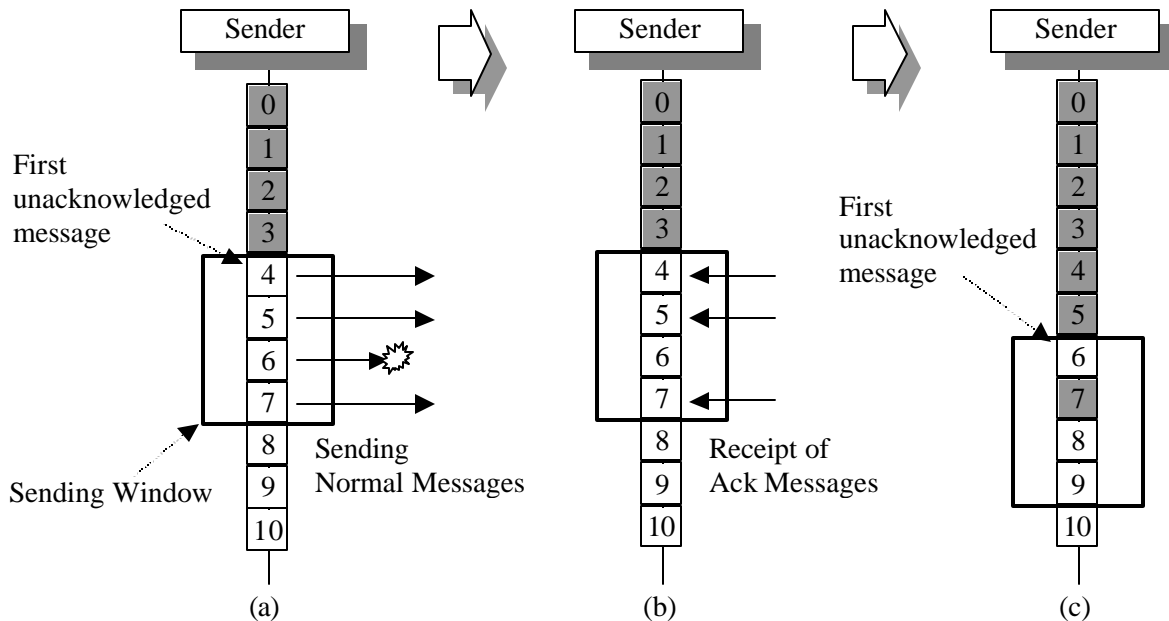 Sender
0
1
2
3
4
5
6
7
8
9
10
First
unacknowledged
message
Sending Window
Sending
Normal Messages
(a)
Sender
0
1
2
3
4
5
6
7
8
9
10
Receipt of
Ack Messages
(b)
Sender
0
1
2
3
4
5
6
7
8
9
10
First
unacknowledged
message
(c)